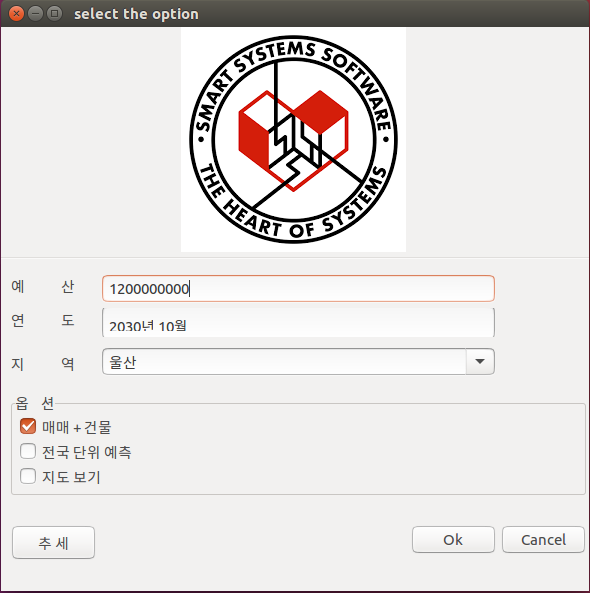 select the option
SMART SYSTEMS SOFTWARE
THE HEART OF SYSTEMS
예 산 1200000000
연 도 2030년 10월
지 역 울산
옵 션
매매 + 건물
전국 단위 예측
지도 보기
추 세 Ok Cancel